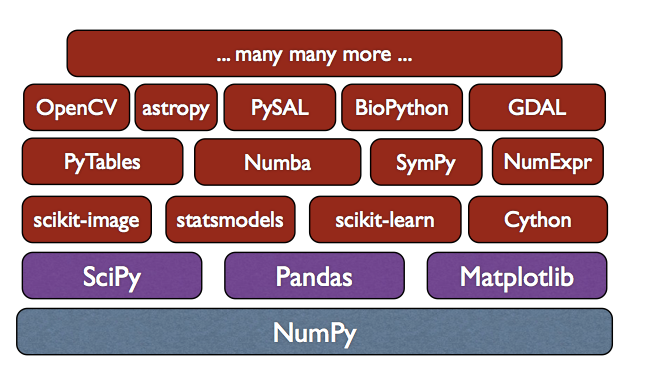 ... many many more ...
OpenCV astropy PySAL BioPython GDAL
PyTables Numba SymPy NumExpr
scikit-image statsmodels scikit-learn Cython
SciPy Pandas Matplotlib
NumPy